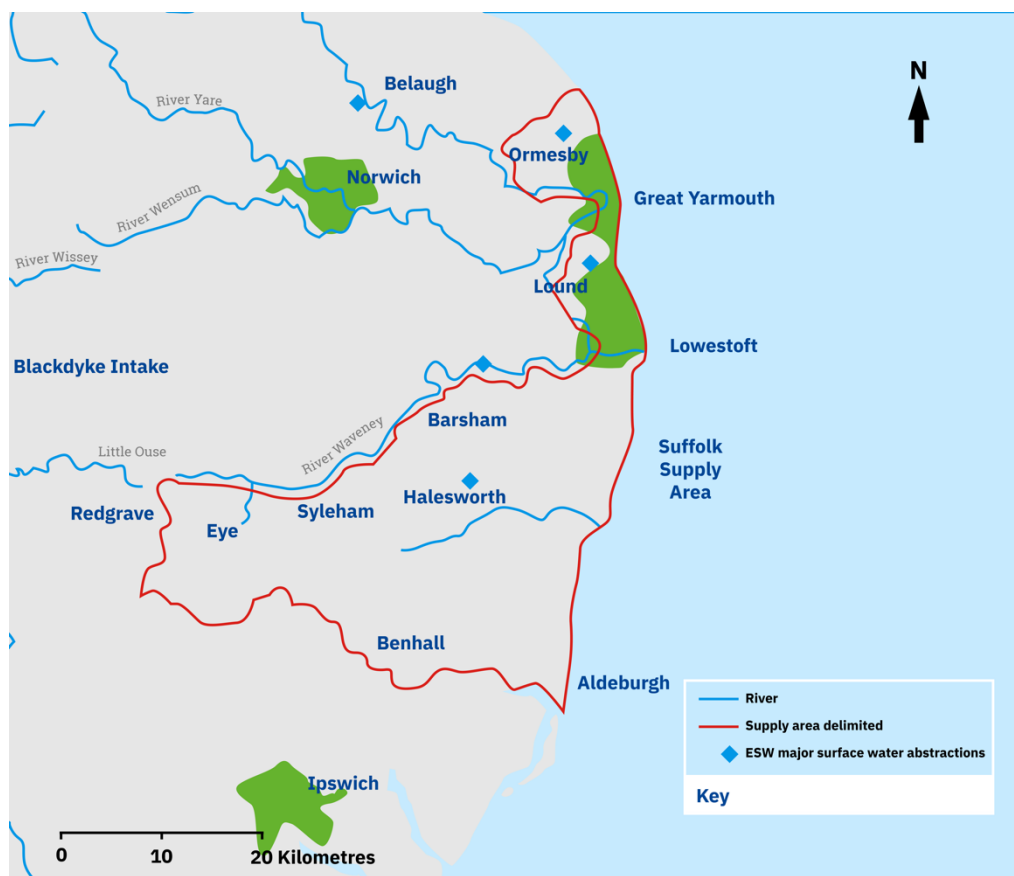 Belaugh
N
River Yare
Ormesby
Norwich
Great Yarmouth
River Wensum
River Wissey
Lound
Lowestoft
Blackdyke Intake
Barsham
River Waveney
Suffolk
Supply
Area
Little Ouse
Halesworth
Redgrave
Syleham
Eye
Benhall
Aldeburgh
River
Supply area delimited
ESW major surface water abstractions
Key
Ipswich
0 10 20 Kilometres